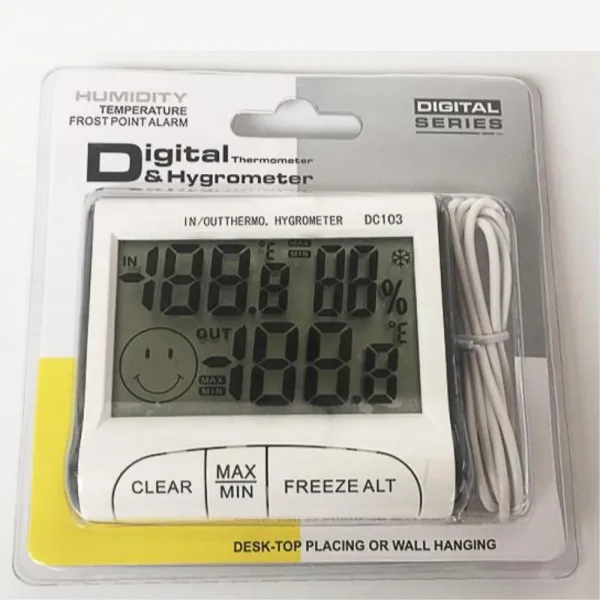 HUMIDITY
TEMPERATURE
FROST POINT ALARM
DIGITAL
SERIES
Digital Thermometer
& Hygrometer
IN/OUTTHERMO. HYGROMETER DC103
IN -188.8 °E MAX MIN 88%
OUT -188.8 °E
MAX
MIN
CLEAR
MAX
MIN
FREEZE ALT
DESK-TOP PLACING OR WALL HANGING